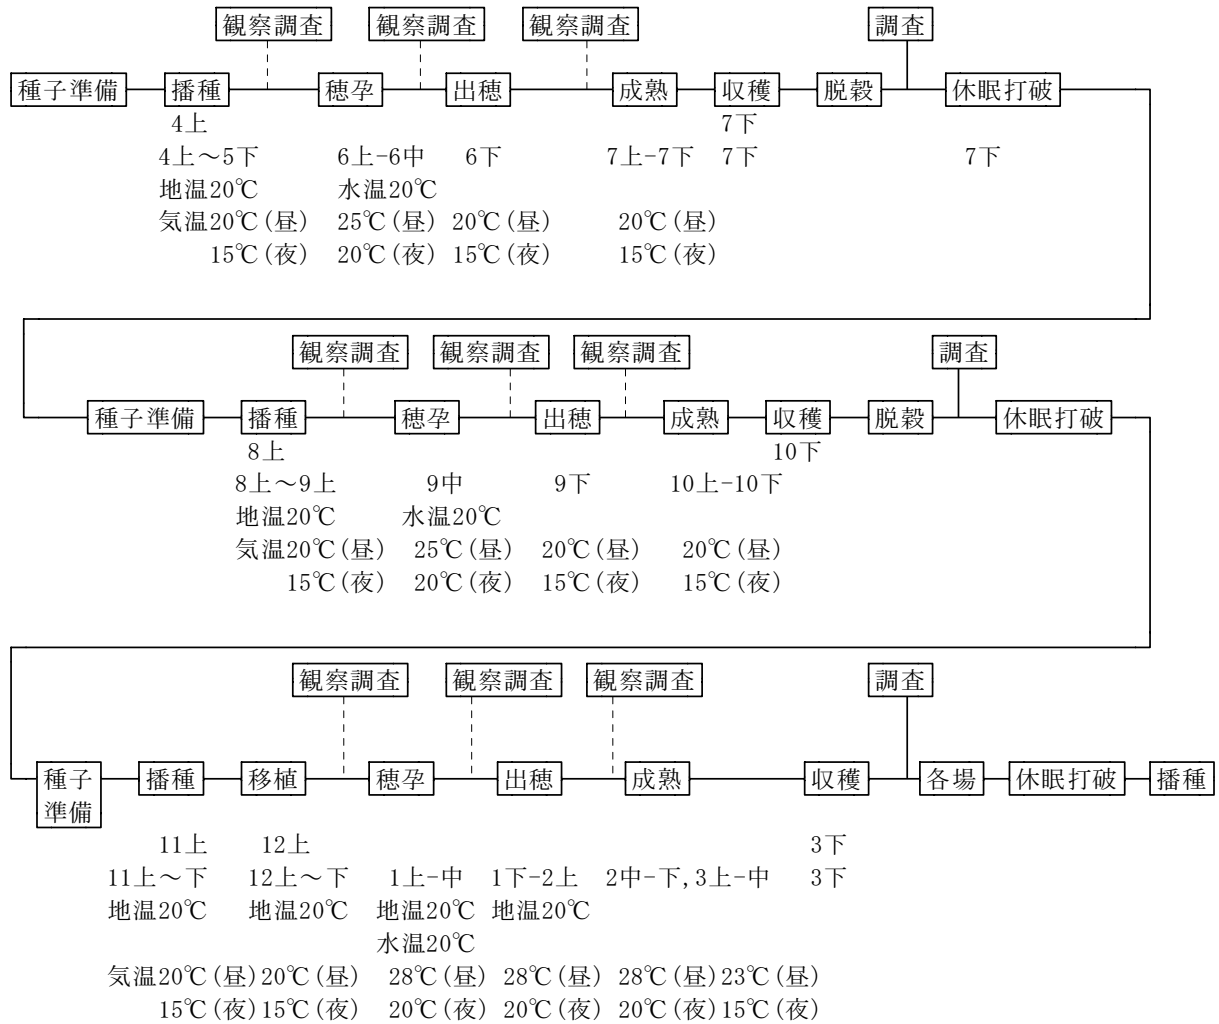 観察調査 観察調査 観察調査 調査
種子準備 播種 穂孕 出穂 成熟 収穫 脱穀 休眠打破
4上 7下
4上～5下 6上-6中 6下 7上-7下 7下 7下
地温20℃ 水温20℃
気温20℃(昼) 25℃(昼) 20℃(昼) 20℃(昼)
15℃(夜) 20℃(夜) 15℃(夜) 15℃(夜)
観察調査 観察調査 観察調査 調査
種子準備 播種 穂孕 出穂 成熟 収穫 脱穀 休眠打破
8上 10下
8上～9上 9中 9下 10上-10下
地温20℃ 水温20℃
気温20℃(昼) 25℃(昼) 20℃(昼) 20℃(昼)
15℃(夜) 20℃(夜) 15℃(夜) 15℃(夜)
観察調査 観察調査 観察調査 調査
種子 播種 移植 穂孕 出穂 成熟 収穫 各場 休眠打破 播種
準備
11上 12上 3下
11上～下 12上～下 1上-中 1下-2上 2中-下,3上-中 3下
地温20℃ 地温20℃ 地温20℃ 地温20℃
水温20℃
気温20℃(昼) 20℃(昼) 28℃(昼) 28℃(昼) 28℃(昼) 23℃(昼)
15℃(夜) 15℃(夜) 20℃(夜) 20℃(夜) 20℃(夜) 15℃(夜)